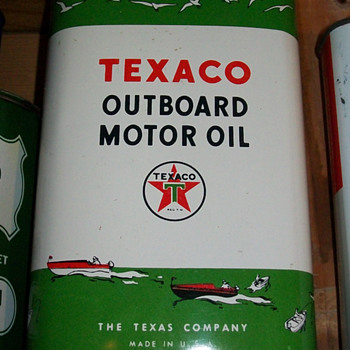 TEXACO
OUTBOARD
MOTOR OIL
TEXACO
T
THE TEXAS COMPANY
MADE IN U.